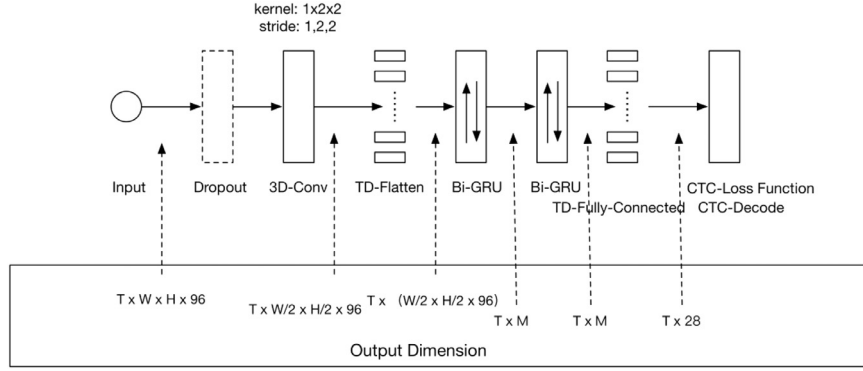 kernel: 1x2x2
stride: 1,2,2
Input
Dropout
3D-Conv
TD-Flatten
Bi-GRU
Bi-GRU
TD-Fully-Connected
CTC-Loss Function
CTC-Decode
T x W x H x 96
T x W/2 x H/2 x 96
T x （W/2 x H/2 x 96)
T x M
T x M
T x 28
Output Dimension